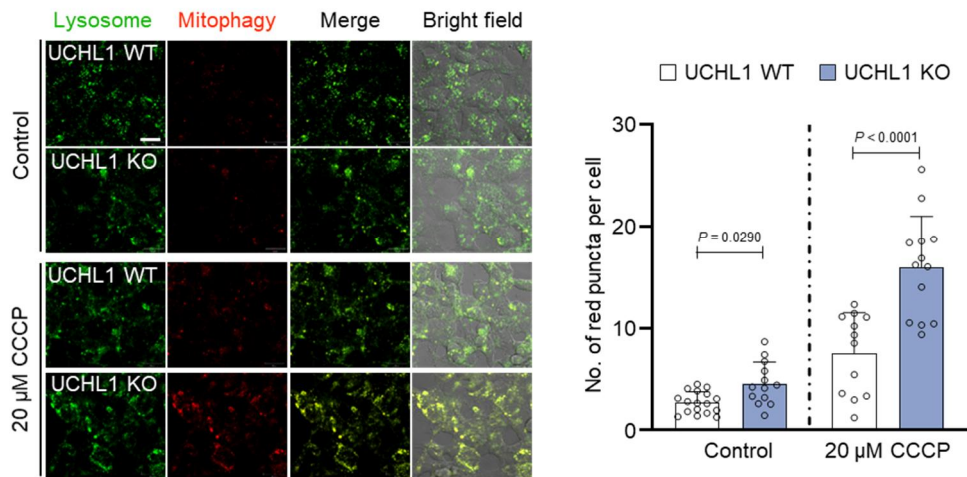 Lysosome Mitophagy Merge Bright field
Control
UCHL1 WT
UCHL1 KO
20 µM CCCP
UCHL1 WT
UCHL1 KO
UCHL1 WT UCHL1 KO
No. of red puncta per cell
30
20
10
0
P = 0.0290
P < 0.0001
Control 20 µM CCCP